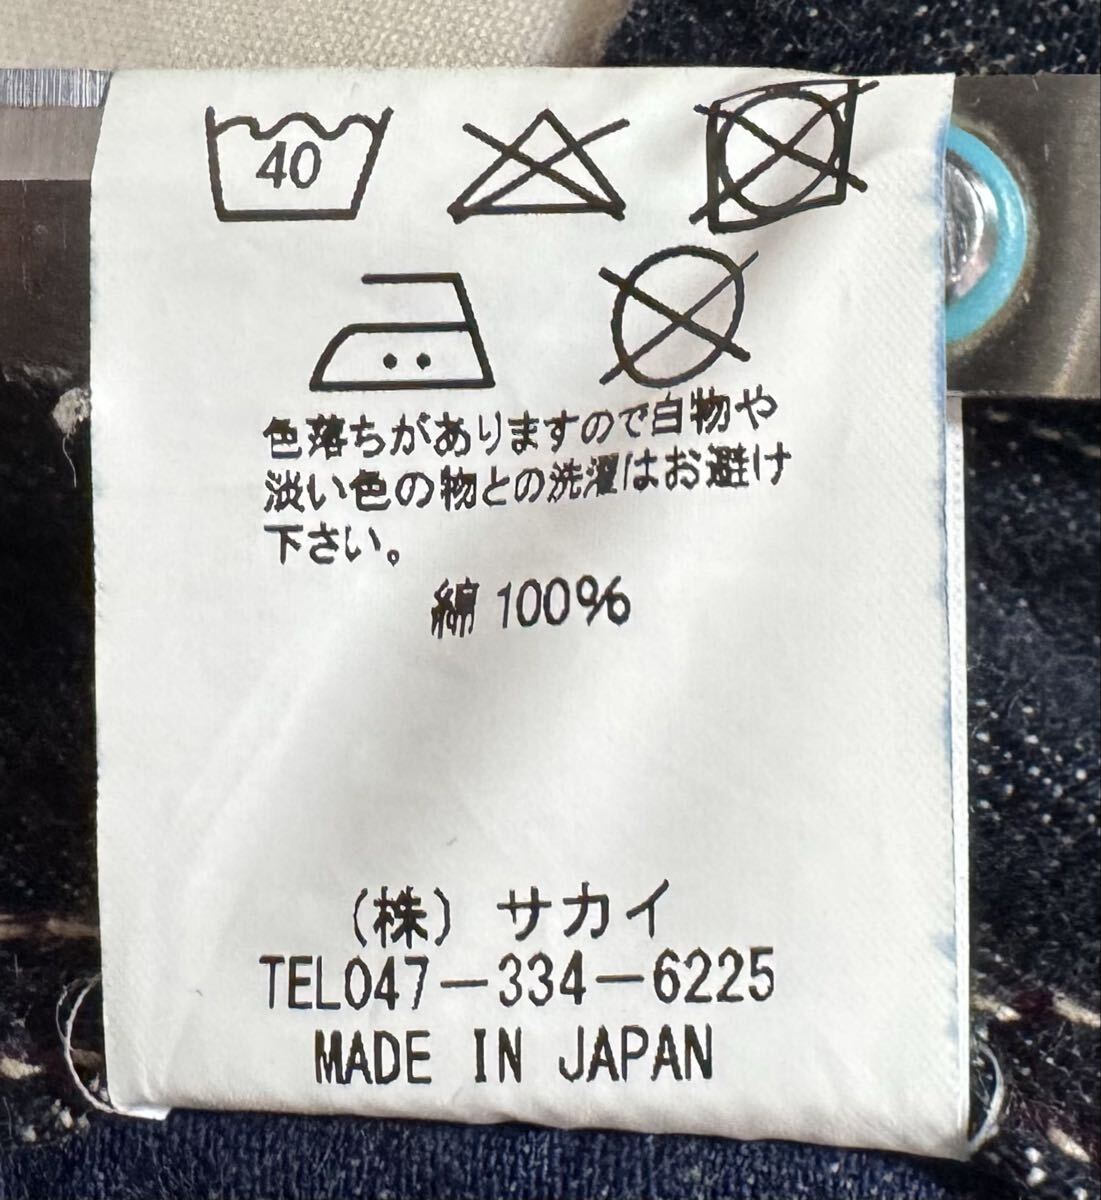 40
色落ちがありますので白物や
淡い色の物との洗濯はお避け
下さい。
綿 100%
(株) サカイ
TEL047-334-6225
MADE IN JAPAN